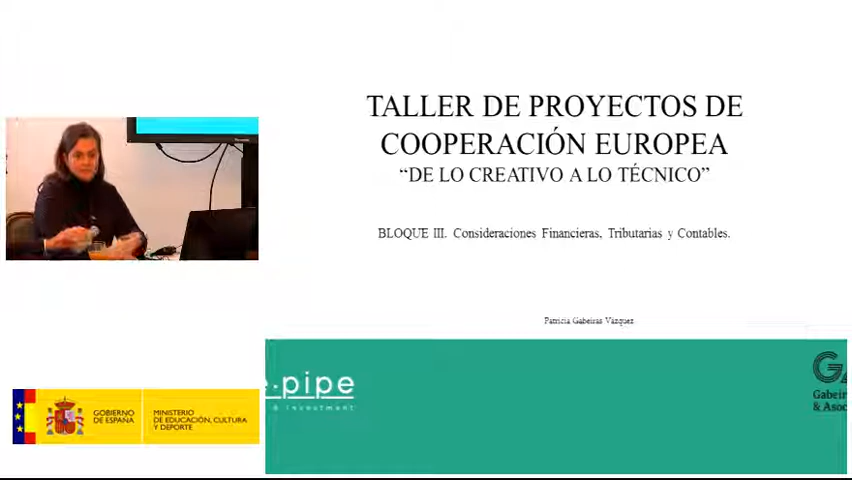 TALLER DE PROYECTOS DE
COOPERACIÓN EUROPEA
“DE LO CREATIVO A LO TÉCNICO”
BLOQUE III. Consideraciones Financieras, Tributarias y Contables.
Patricia Gabeiras Vázquez
GOBIERNO
DE ESPAÑA
MINISTERIO
DE EDUCACIÓN, CULTURA
Y DEPORTE
pipe
& investment
Gabeir
& Asoc